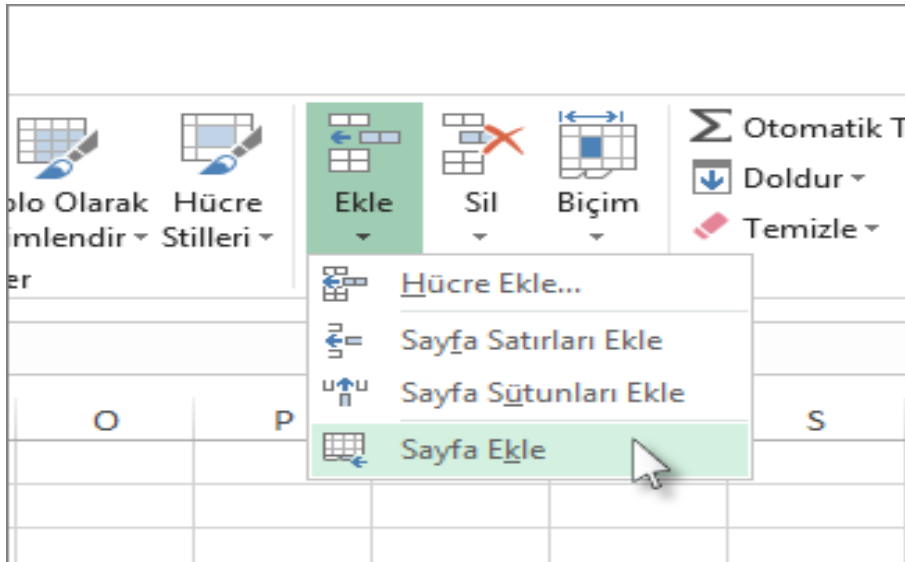 Otomatik T
Doldur
Temizle
plo Olarak
imlendir
Hücre
Stilleri
Ekle
Sil
Biçim
er
Hücre Ekle...
Sayfa Satırları Ekle
Sayfa Sütunları Ekle
Sayfa Ekle
O
P
S